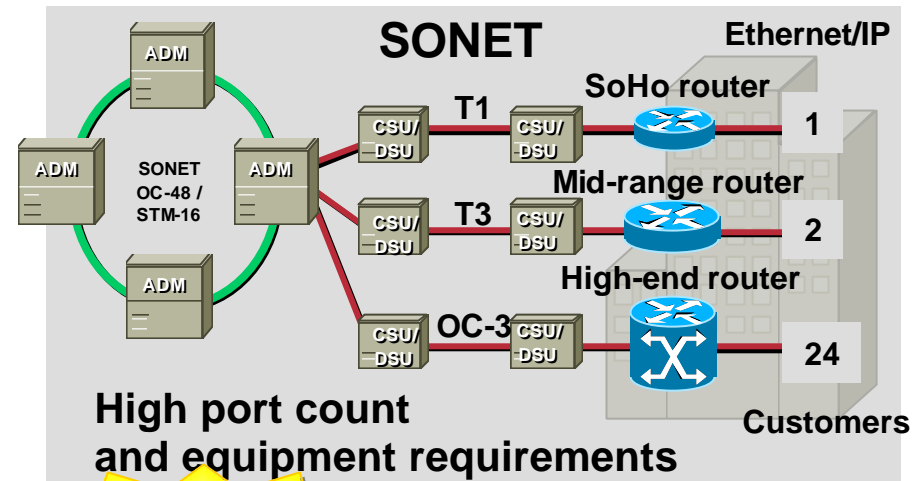 SONET
Ethernet/IP
ADM
ADM
SONET
OC-48 /
STM-16
ADM
ADM
CSU/
DSU
T1
CSU/
DSU
SoHo router
1
CSU/
DSU
T3
CSU/
DSU
Mid-range router
2
CSU/
DSU
OC-3
CSU/
DSU
High-end router
24
Customers
High port count
and equipment requirements